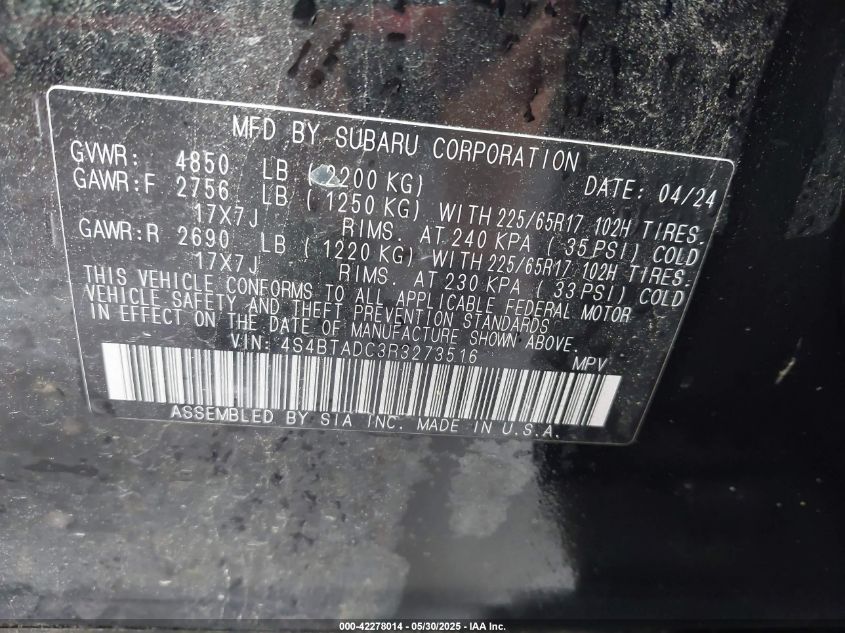 MFD BY SUBARU CORPORATION
GVWR: 4850 LB ( 2200 KG) DATE: 04/24
GAWR:F 2756 LB ( 1250 KG) WITH 225/65R17 102H TIRES.
17X7J RIMS. AT 240 KPA ( 35 PSI) COLD
GAWR:R 2690 LB ( 1220 KG) WITH 225/65R17 102H TIRES.
17X7J RIMS. AT 230 KPA ( 33 PSI) COLD
THIS VEHICLE CONFORMS TO ALL APPLICABLE FEDERAL MOTOR
VEHICLE SAFETY AND THEFT PREVENTION STANDARDS
IN EFFECT ON THE DATE OF MANUFACTURE SHOWN ABOVE.
VIN: 4S4BTADC3R3273516 MPV
ASSEMBLED BY SIA INC. MADE IN U.S.A.
000-42278014 - 05/30/2025 - IAA Inc.